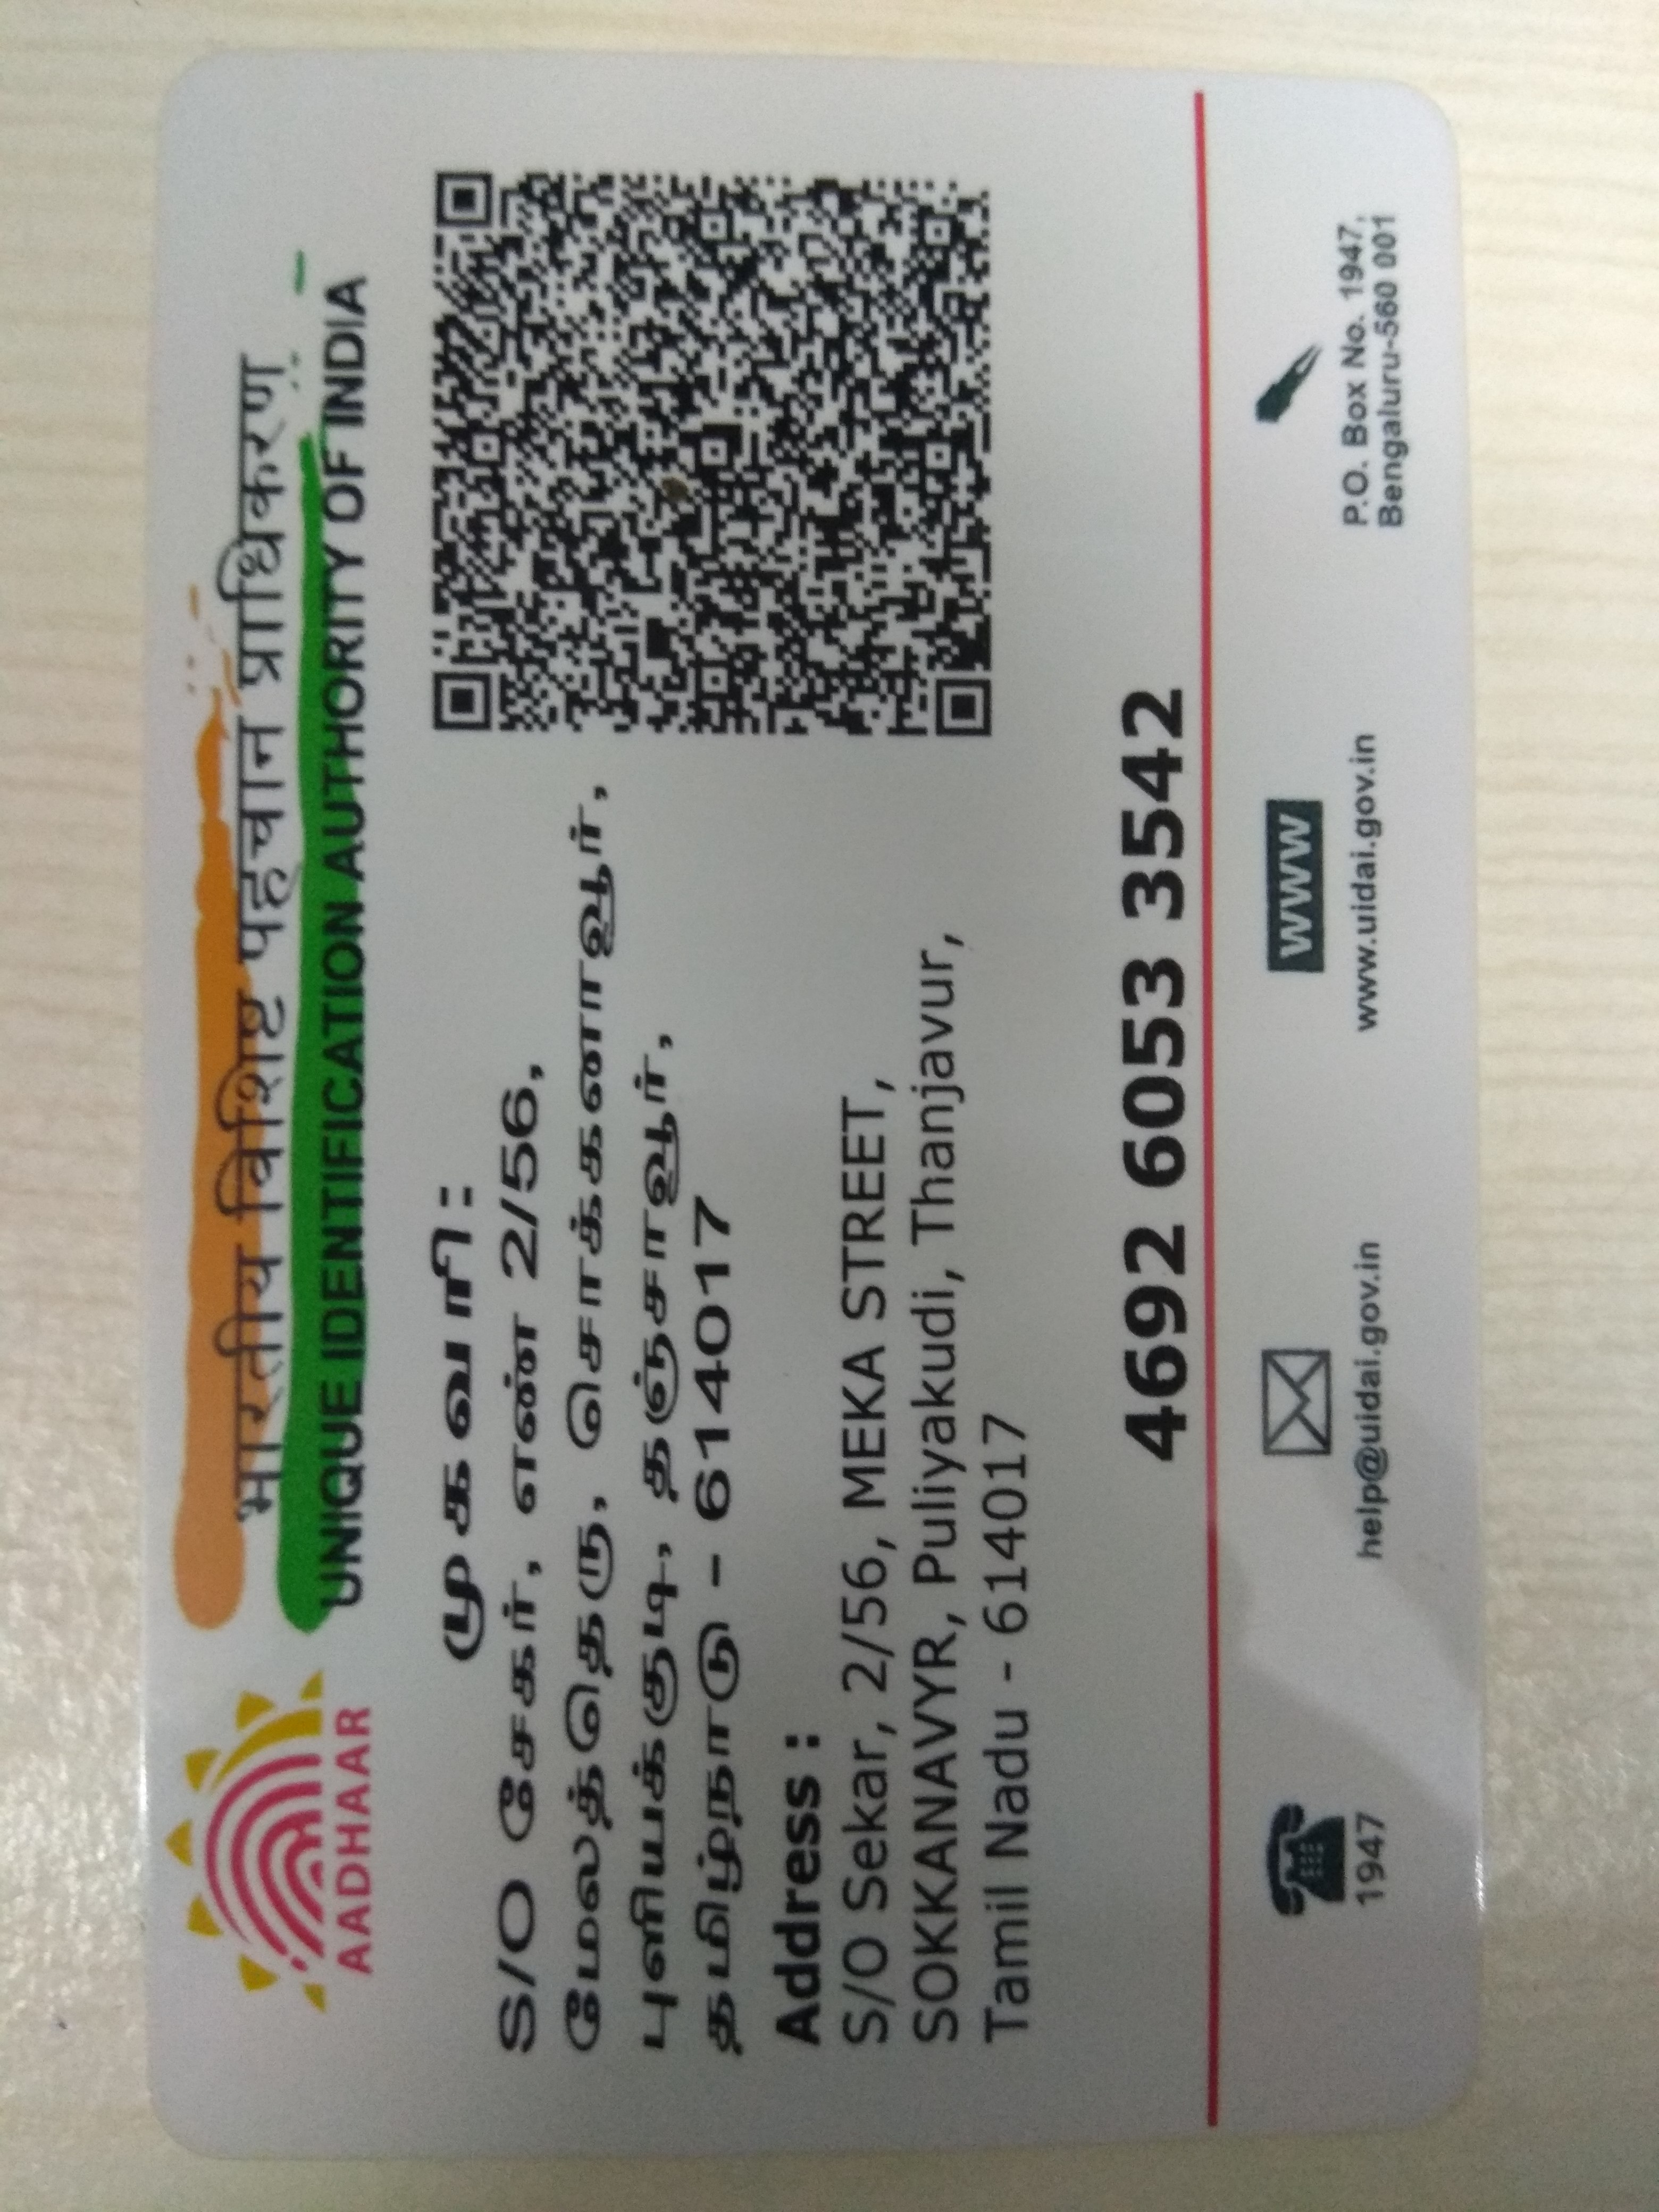 भारतीय विशिष्ट पहचान प्राधिकरण
UNIQUE IDENTIFICATION AUTHORITY OF INDIA
AADHAAR
முகவரி:
S/O சேகர், எண் 2/56,
மேலத்தெரு, சொக்கனாவூர்,
புளியக்குடி, தஞ்சாவூர்,
தமிழ்நாடு - 614017
Address :
S/O Sekar, 2/56, MEKA STREET,
SOKKANAVYR, Puliyakudi, Thanjavur,
Tamil Nadu - 614017
4692 6053 3542
1947
help@uidai.gov.in
www
www.uidai.gov.in
P.O. Box No. 1947,
Bengaluru-560 001